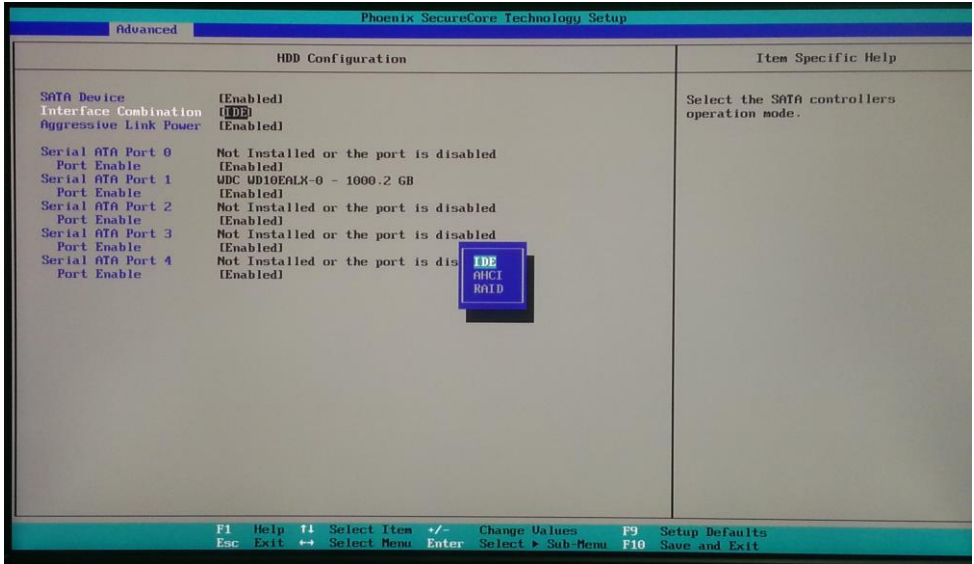 Phoenix SecureCore Technology Setup
Advanced
HDD Configuration
Item Specific Help
SATA Device [Enabled]
Interface Combination [IDE]
Aggressive Link Power [Enabled]
Serial ATA Port 0 Not Installed or the port is disabled
Port Enable [Enabled]
Serial ATA Port 1 WDC WD10EALX-0 - 1000.2 GB
Port Enable [Enabled]
Serial ATA Port 2 Not Installed or the port is disabled
Port Enable [Enabled]
Serial ATA Port 3 Not Installed or the port is disabled
Port Enable [Enabled]
Serial ATA Port 4 Not Installed or the port is dis
Port Enable [Enabled]
IDE
AHCI
RAID
Select the SATA controllers
operation mode.
F1 Help ↑↓ Select Item +/- Change Values F9 Setup Defaults
Esc Exit ↔ Select Menu Enter Select ▶ Sub-Menu F10 Save and Exit